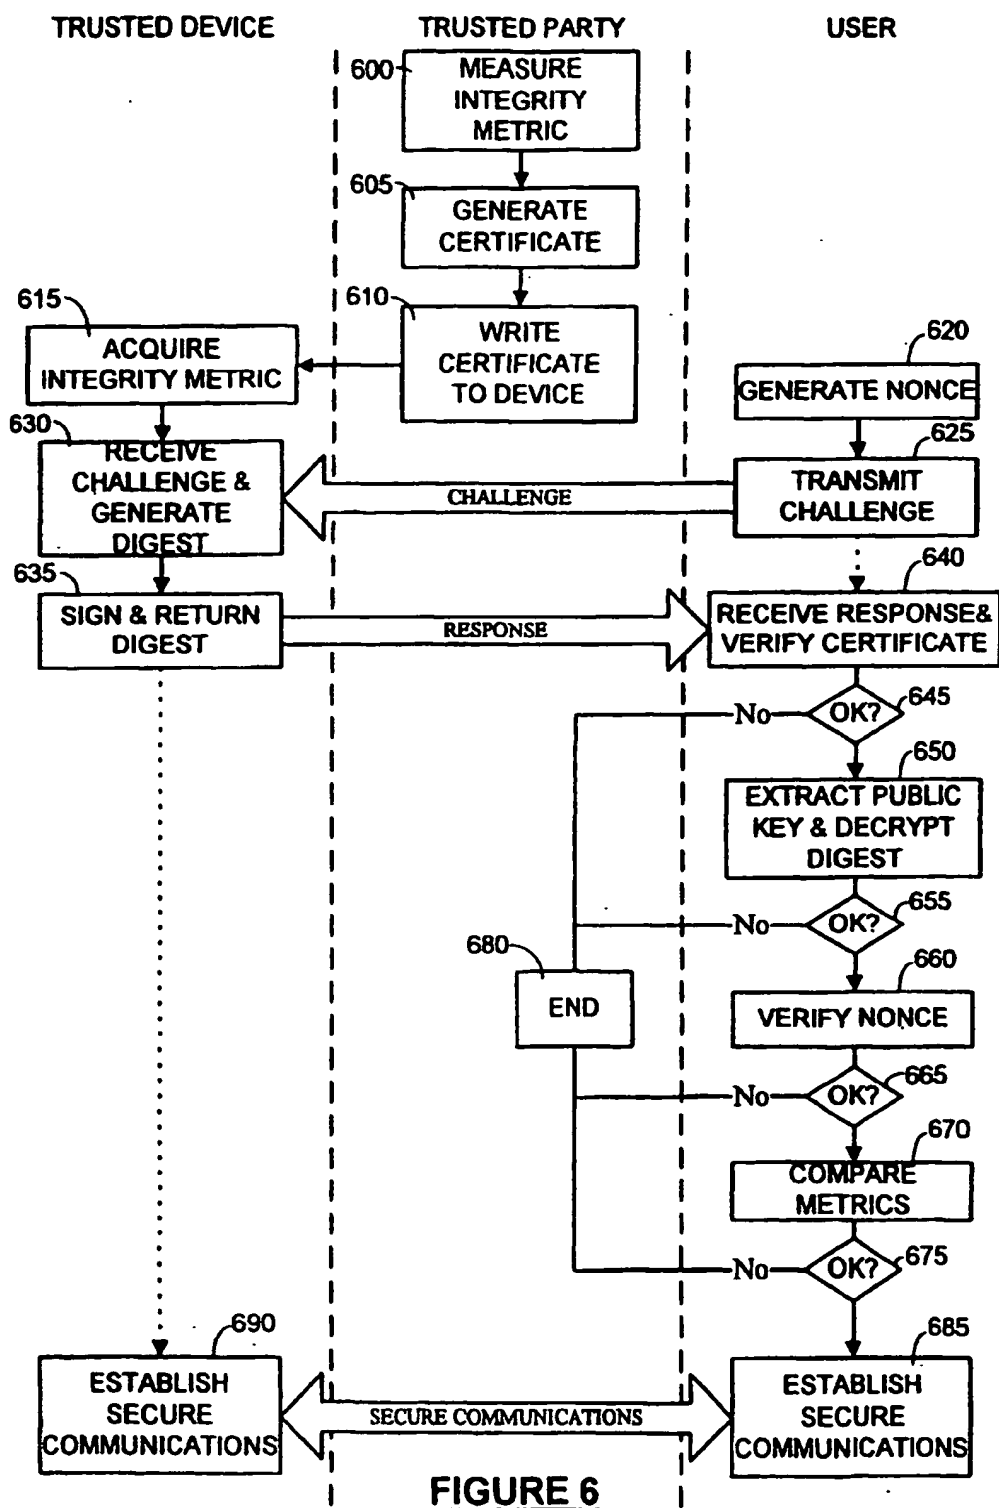 TRUSTED DEVICE
TRUSTED PARTY
USER
600
MEASURE
INTEGRITY
METRIC
605
GENERATE
CERTIFICATE
610
WRITE
CERTIFICATE
TO DEVICE
615
ACQUIRE
INTEGRITY METRIC
620
GENERATE NONCE
625
TRANSMIT
CHALLENGE
CHALLENGE
630
RECEIVE
CHALLENGE &
GENERATE
DIGEST
635
SIGN & RETURN
DIGEST
RESPONSE
640
RECEIVE RESPONSE&
VERIFY CERTIFICATE
645
OK?
No
650
EXTRACT PUBLIC
KEY & DECRYPT
DIGEST
655
OK?
No
660
VERIFY NONCE
680
END
665
OK?
No
670
COMPARE
METRICS
675
OK?
No
690
ESTABLISH
SECURE
COMMUNICATIONS
SECURE COMMUNICATIONS
685
ESTABLISH
SECURE
COMMUNICATIONS
FIGURE 6